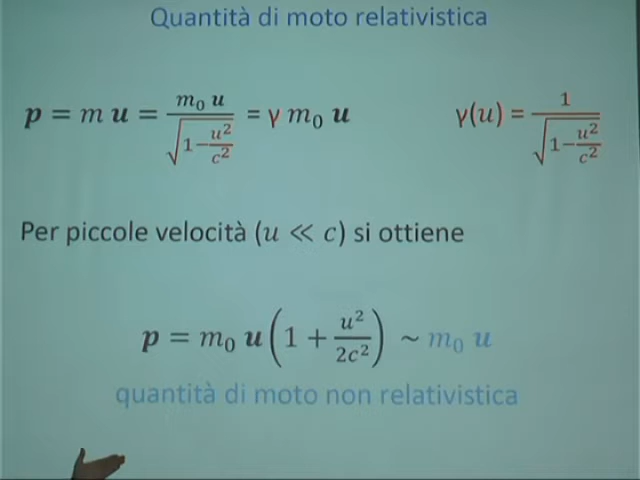 Quantità di moto relativistica
p = m u = m₀ u / √(1−u²/c²) = γ m₀ u    γ(u) = 1 / √(1−u²/c²)
Per piccole velocità (u ≪ c) si ottiene
p = m₀ u (1 + u²/2c²) ~ m₀ u
quantità di moto non relativistica